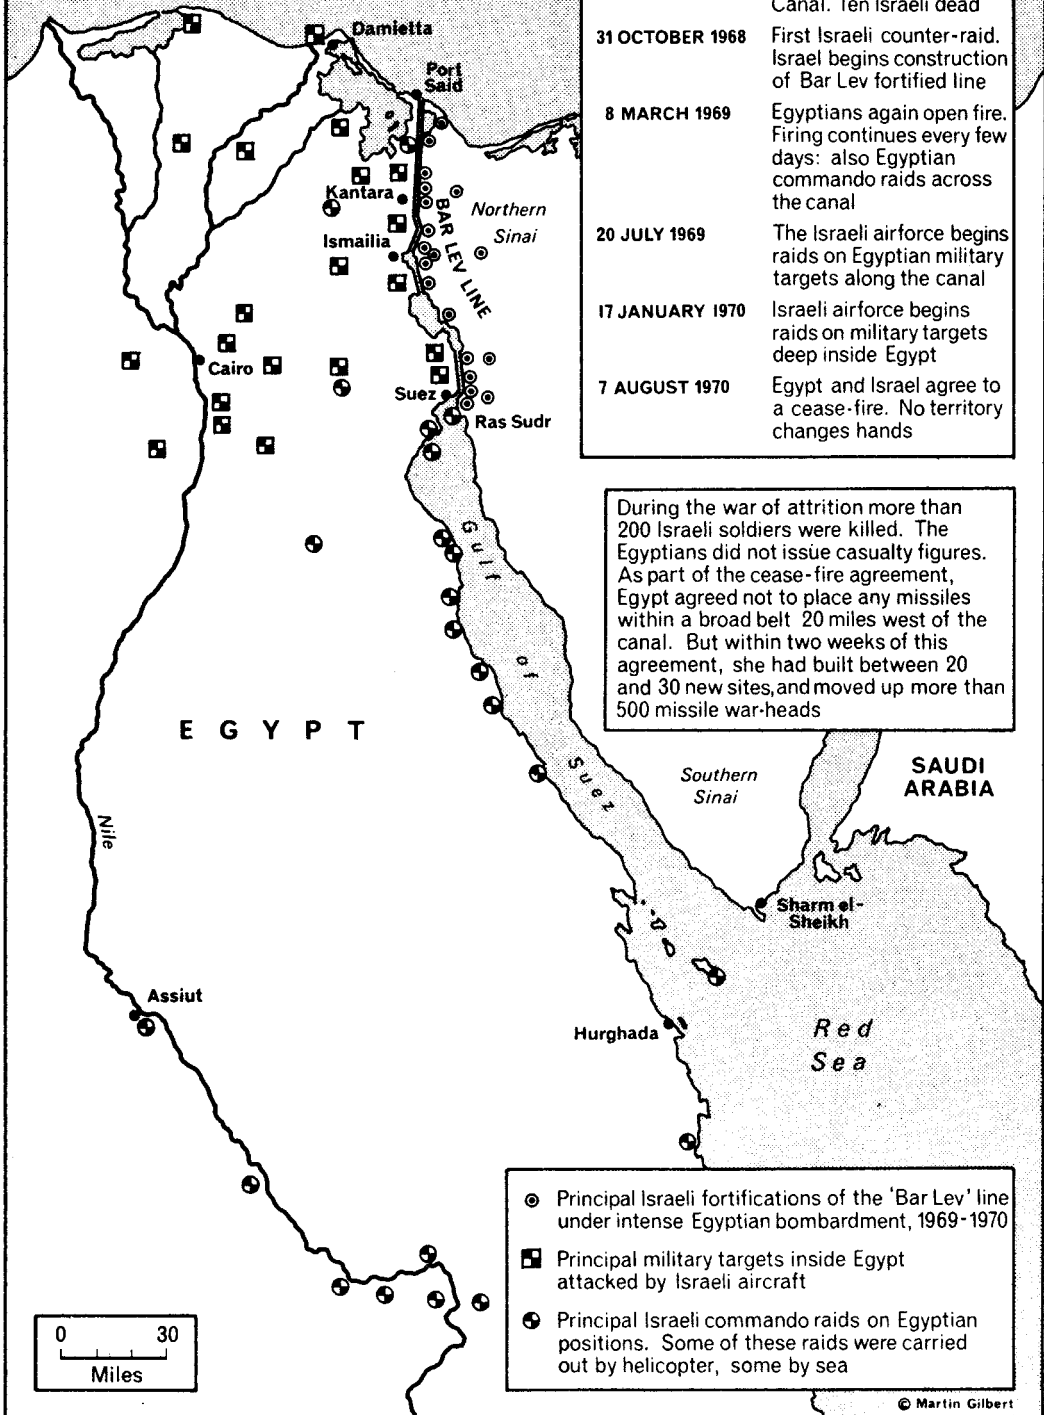 Canal. Ten Israeli dead
31 OCTOBER 1968 First Israeli counter-raid.
Israel begins construction
of Bar Lev fortified line
8 MARCH 1969 Egyptians again open fire.
Firing continues every few
days: also Egyptian
commando raids across
the canal
20 JULY 1969 The Israeli airforce begins
raids on Egyptian military
targets along the canal
17 JANUARY 1970 Israeli airforce begins
raids on military targets
deep inside Egypt
7 AUGUST 1970 Egypt and Israel agree to
a cease-fire. No territory
changes hands
Damietta
Port
Said
Kantara
Ismailia
BAR LEV LINE
Northern
Sinai
Cairo
Suez
Ras Sudr
During the war of attrition more than
200 Israeli soldiers were killed. The
Egyptians did not issue casualty figures.
As part of the cease-fire agreement,
Egypt agreed not to place any missiles
within a broad belt 20 miles west of the
canal. But within two weeks of this
agreement, she had built between 20
and 30 new sites, and moved up more than
500 missile war-heads
Gulf of Suez
EGYPT
Southern
Sinai
SAUDI
ARABIA
Nile
Sharm el-
Sheikh
Assiut
Hurghada
Red
Sea
Principal Israeli fortifications of the 'Bar Lev' line
under intense Egyptian bombardment, 1969-1970
Principal military targets inside Egypt
attacked by Israeli aircraft
Principal Israeli commando raids on Egyptian
positions. Some of these raids were carried
out by helicopter, some by sea
0 30
Miles
© Martin Gilbert